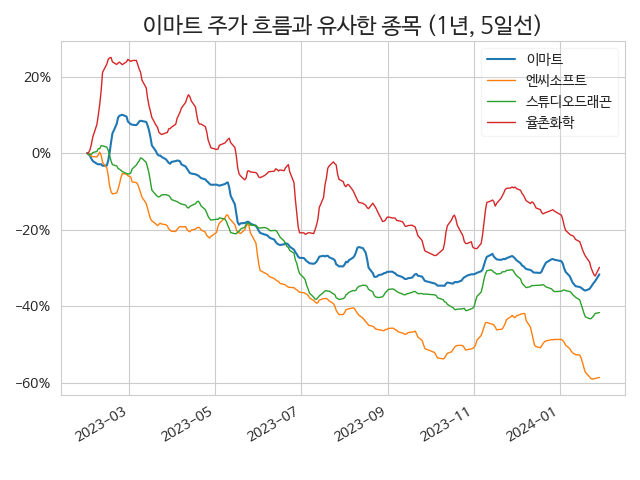 이마트 주가 흐름과 유사한 종목 (1년, 5일선)
이마트
엔씨소프트
스튜디오드래곤
율촌화학
20%
0%
−20%
−40%
−60%
2023-03
2023-05
2023-07
2023-09
2023-11
2024-01